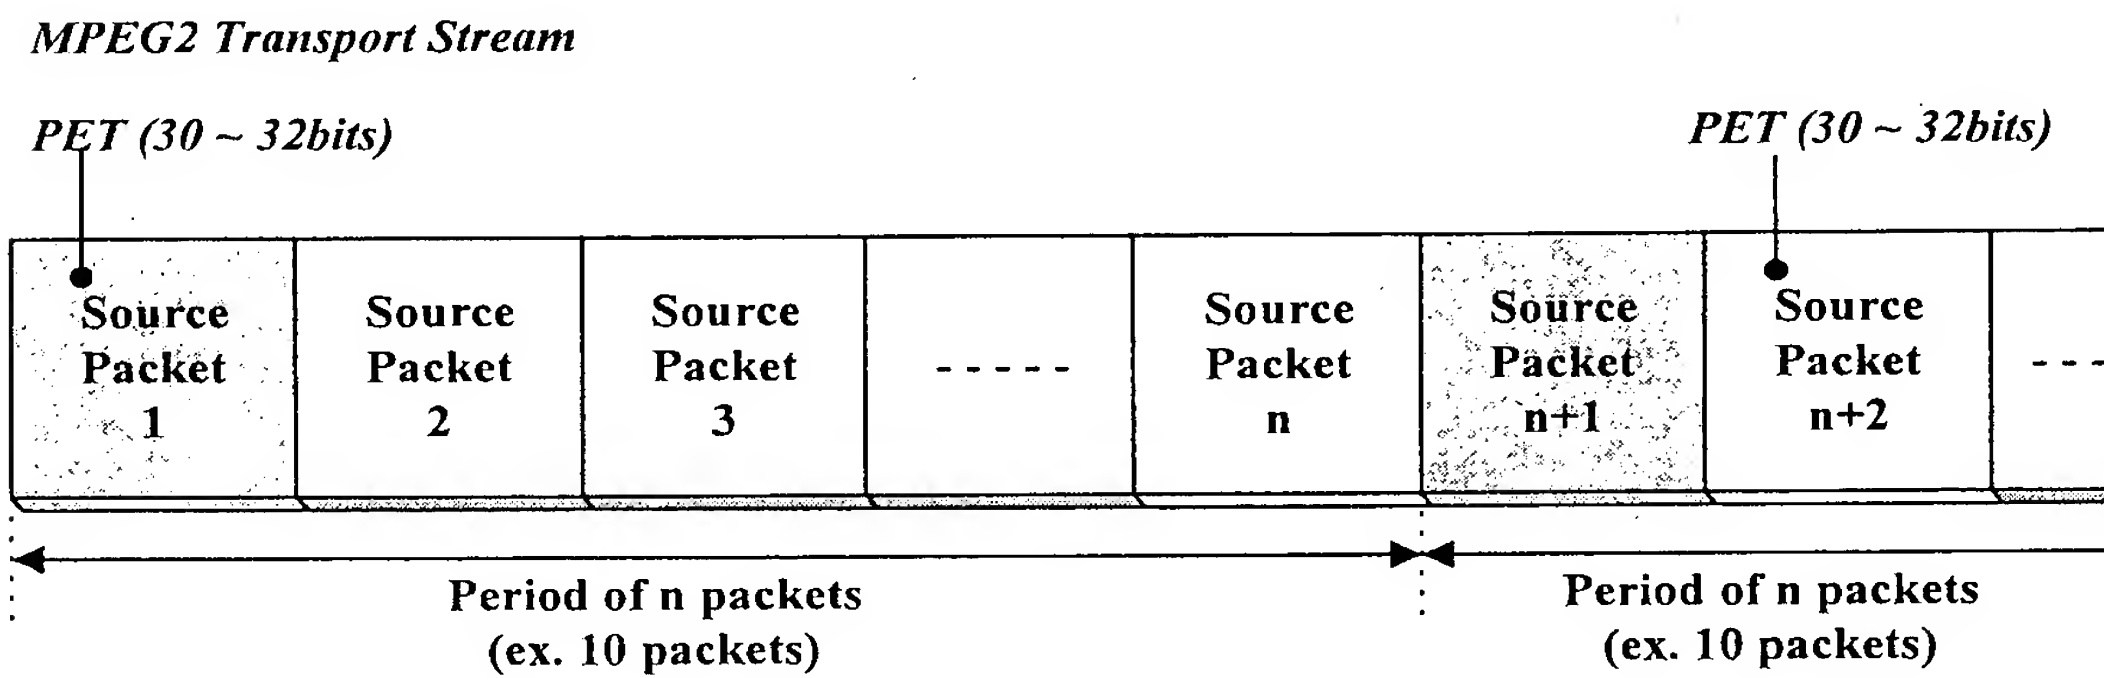 MPEG2 Transport Stream
PET (30 ~ 32bits)
PET (30 ~ 32bits)
Source
Packet
1
Source
Packet
2
Source
Packet
3
- - - - -
Source
Packet
n
Source
Packet
n+1
Source
Packet
n+2
- - -
Period of n packets
(ex. 10 packets)
Period of n packets
(ex. 10 packets)